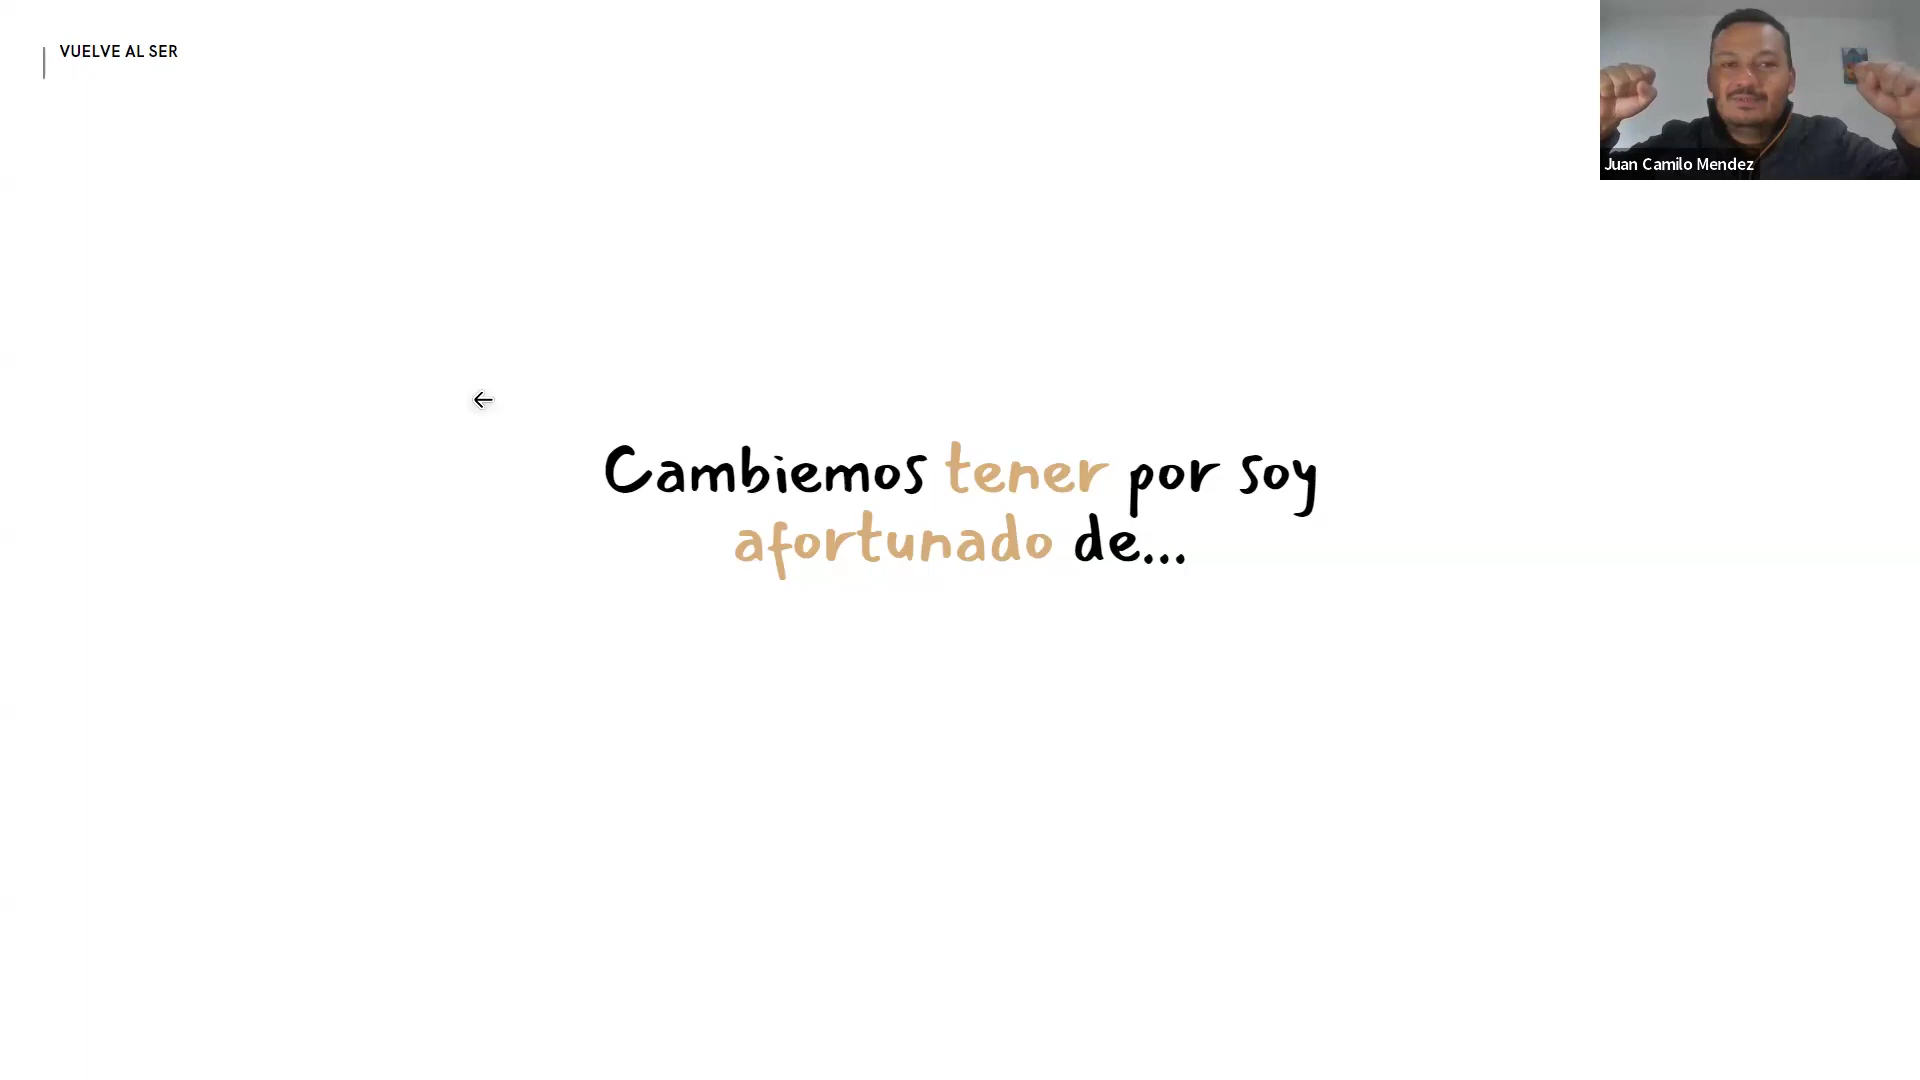 VUELVE AL SER
Juan Camilo Mendez
Cambiemos tener por soy
afortunado de...